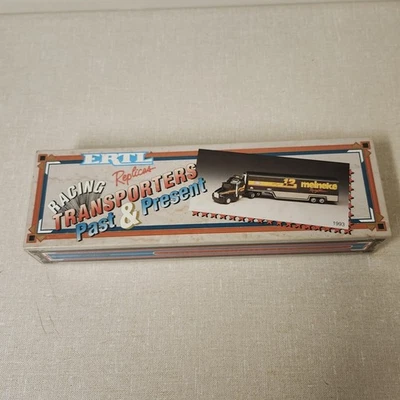 ERTL
Replicas
RACING
TRANSPORTERS
Past & Present
12 meineke
1993